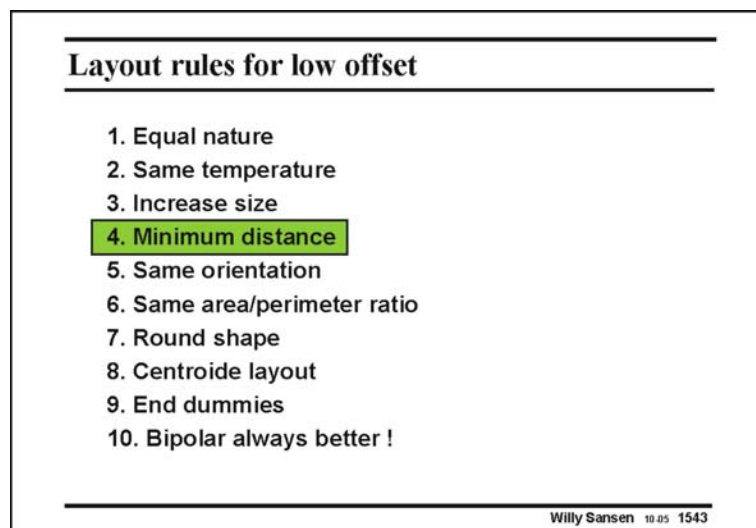 Layout rules for low offset
1. Equal nature
2. Same temperature
3. Increase size
4. Minimum distance
5. Same orientation
6. Same area/perimeter ratio
7. Round shape
8. Centroide layout
9. End dummies
10. Bipolar always better !
Willy Sansen 10-05 1543